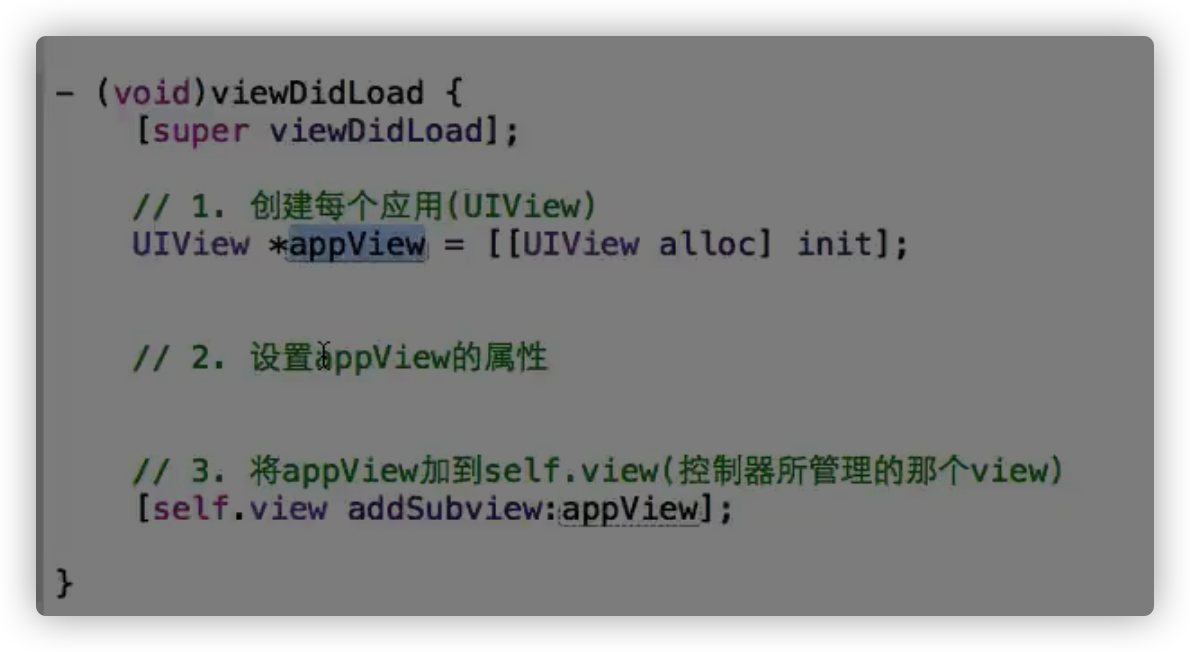 - (void)viewDidLoad {
[super viewDidLoad];
// 1. 创建每个应用(UIView)
UIView *appView = [[UIView alloc] init];
// 2. 设置appView的属性
// 3. 将appView加到self.view(控制器所管理的那个view)
[self.view addSubview:appView];
}